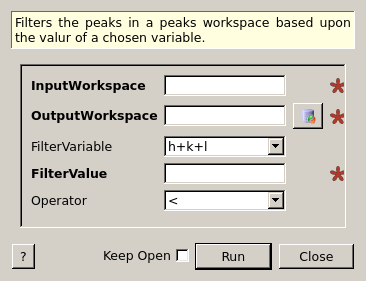 Filters the peaks in a peaks workspace based upon
the valur of a chosen variable.
InputWorkspace
OutputWorkspace
FilterVariable h+k+l
FilterValue
Operator <
? Keep Open Run Close